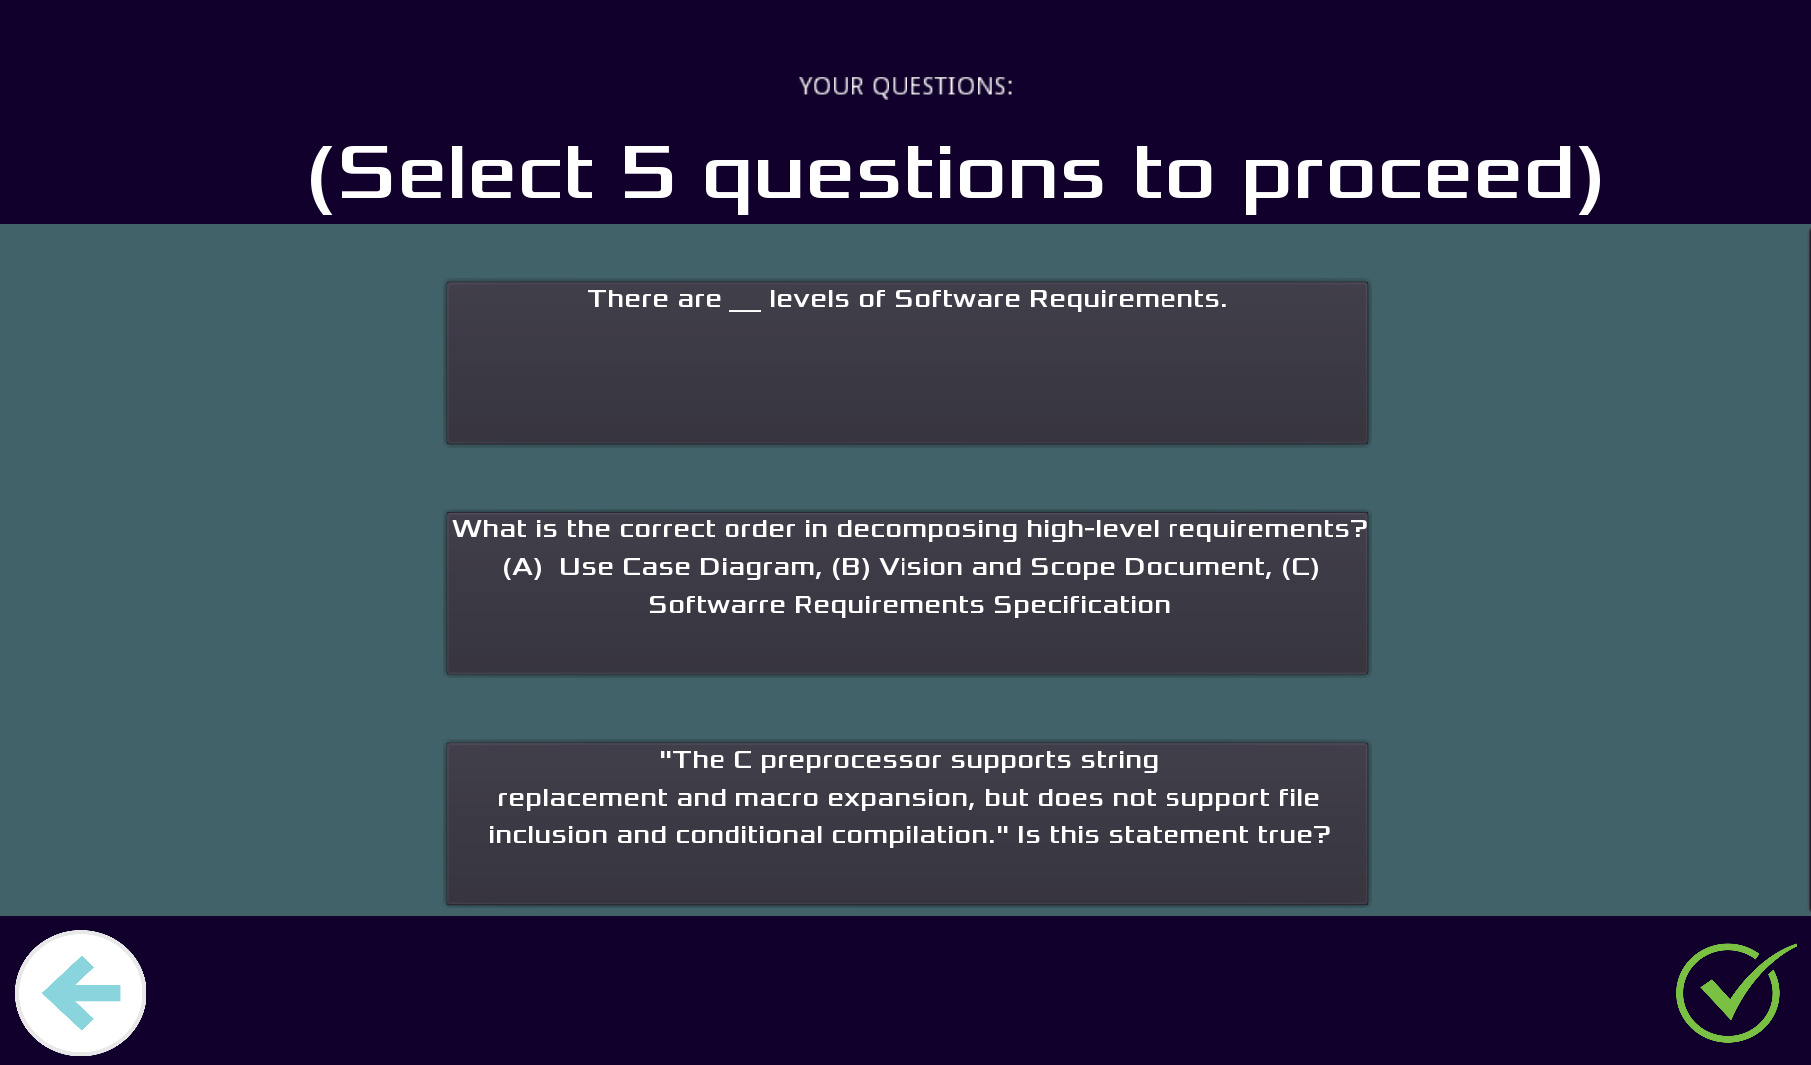 YOUR QUESTIONS:
(Select 5 questions to proceed)
There are __ levels of Software Requirements.
What is the correct order in decomposing high-level requirements?
(A)  Use Case Diagram, (B) Vision and Scope Document, (C)
Softwarre Requirements Specification
"The C preprocessor supports string
replacement and macro expansion, but does not support file
inclusion and conditional compilation." Is this statement true?